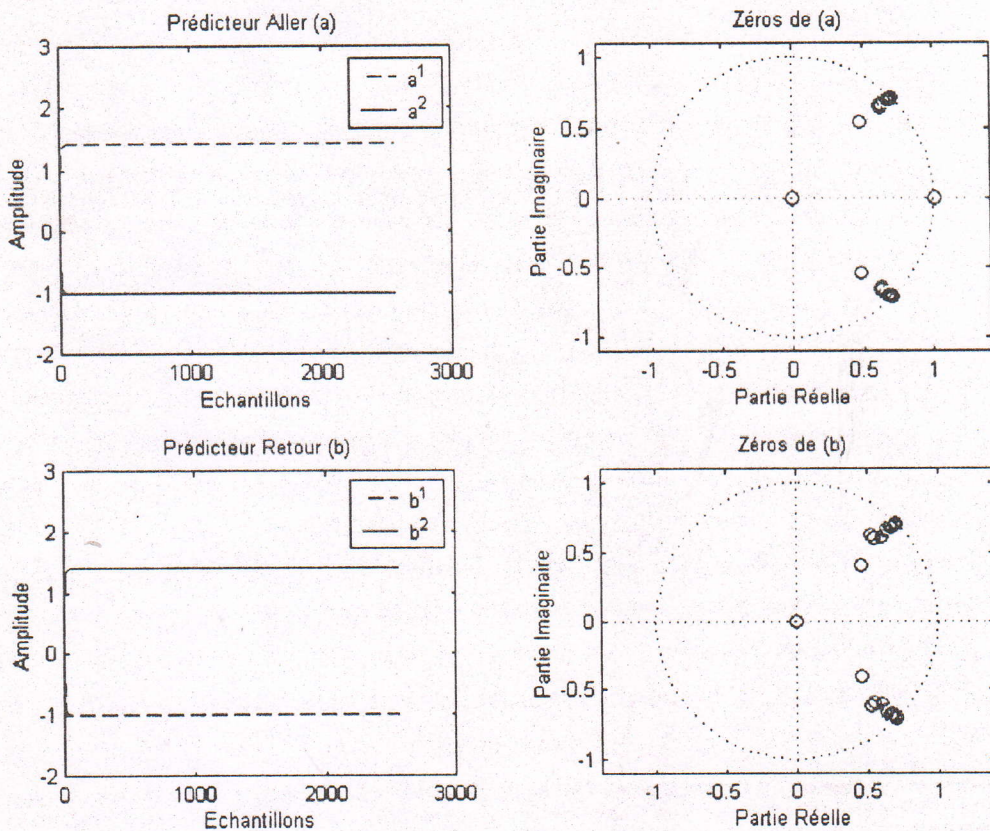 Prédicteur Aller (a)
3
2
1
0
-1
-2
Amplitude
a¹
a²
0
1000
2000
3000
Echantillons
Zéros de (a)
1
0.5
0
-0.5
-1
Partie Imaginaire
-1
-0.5
0
0.5
1
Partie Réelle
Prédicteur Retour (b)
3
2
1
0
-1
-2
Amplitude
b¹
b²
0
1000
2000
3000
Echantillons
Zéros de (b)
1
0.5
0
-0.5
-1
Partie Imaginaire
-1
-0.5
0
0.5
1
Partie Réelle